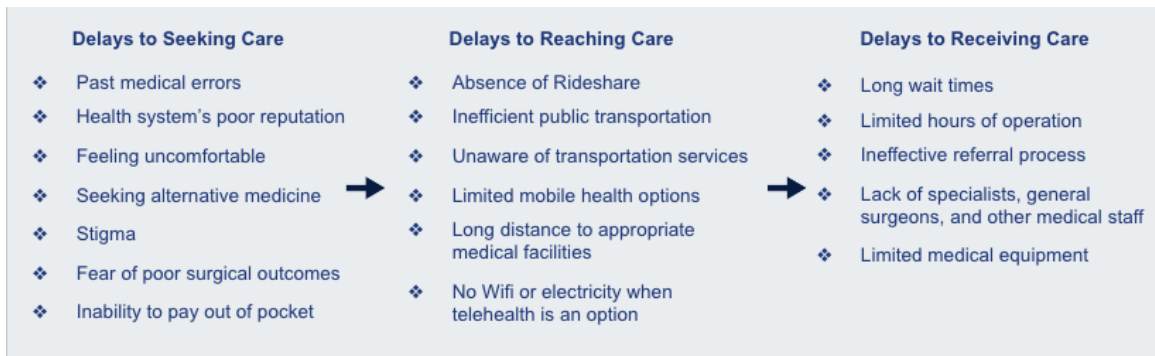 Delays to Seeking Care
❖ Past medical errors
❖ Health system's poor reputation
❖ Feeling uncomfortable
❖ Seeking alternative medicine
❖ Stigma
❖ Fear of poor surgical outcomes
❖ Inability to pay out of pocket
Delays to Reaching Care
❖ Absence of Rideshare
❖ Inefficient public transportation
❖ Unaware of transportation services
❖ Limited mobile health options
❖ Long distance to appropriate
medical facilities
❖ No Wifi or electricity when
telehealth is an option
Delays to Receiving Care
❖ Long wait times
❖ Limited hours of operation
❖ Ineffective referral process
❖ Lack of specialists, general
surgeons, and other medical staff
❖ Limited medical equipment